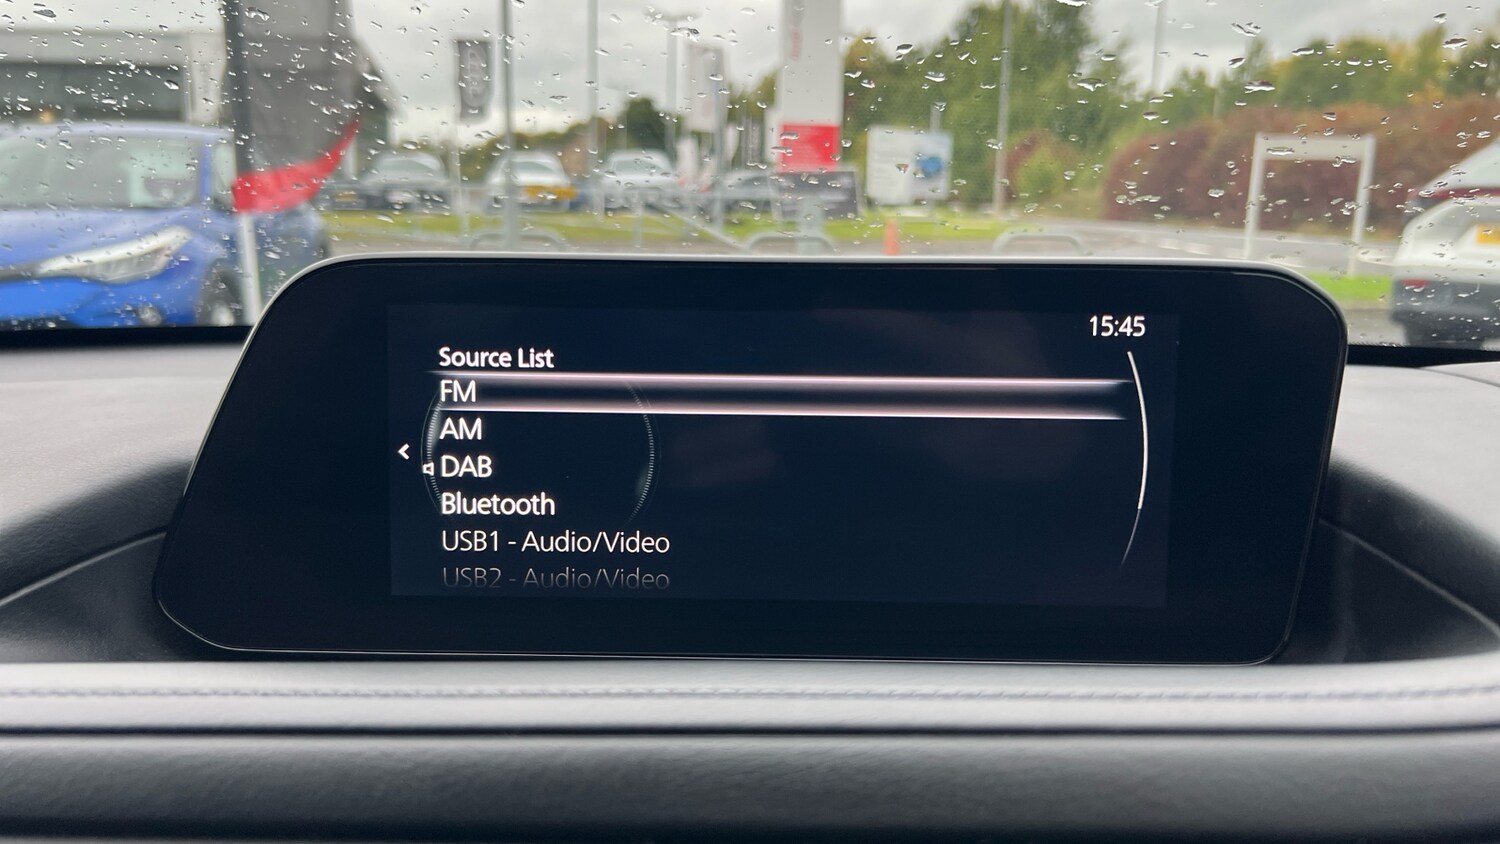 15:45
Source List
FM
AM
DAB
Bluetooth
USB1 - Audio/Video
USB2 - Audio/Video